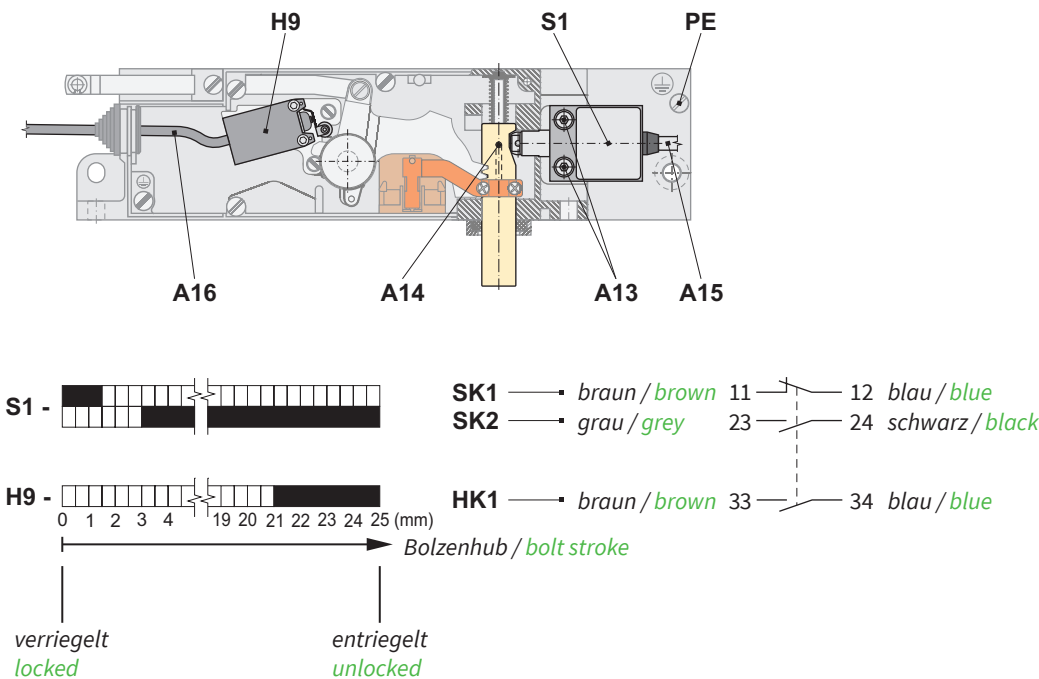 H9 S1 PE
A16 A14 A13 A15
S1 -
SK1 braun / brown 11 12 blau / blue
SK2 grau / grey 23 24 schwarz / black
H9 -
HK1 braun / brown 33 34 blau / blue
0 1 2 3 4 19 20 21 22 23 24 25 (mm)
Bolzenhub / bolt stroke
verriegelt entriegelt
locked unlocked